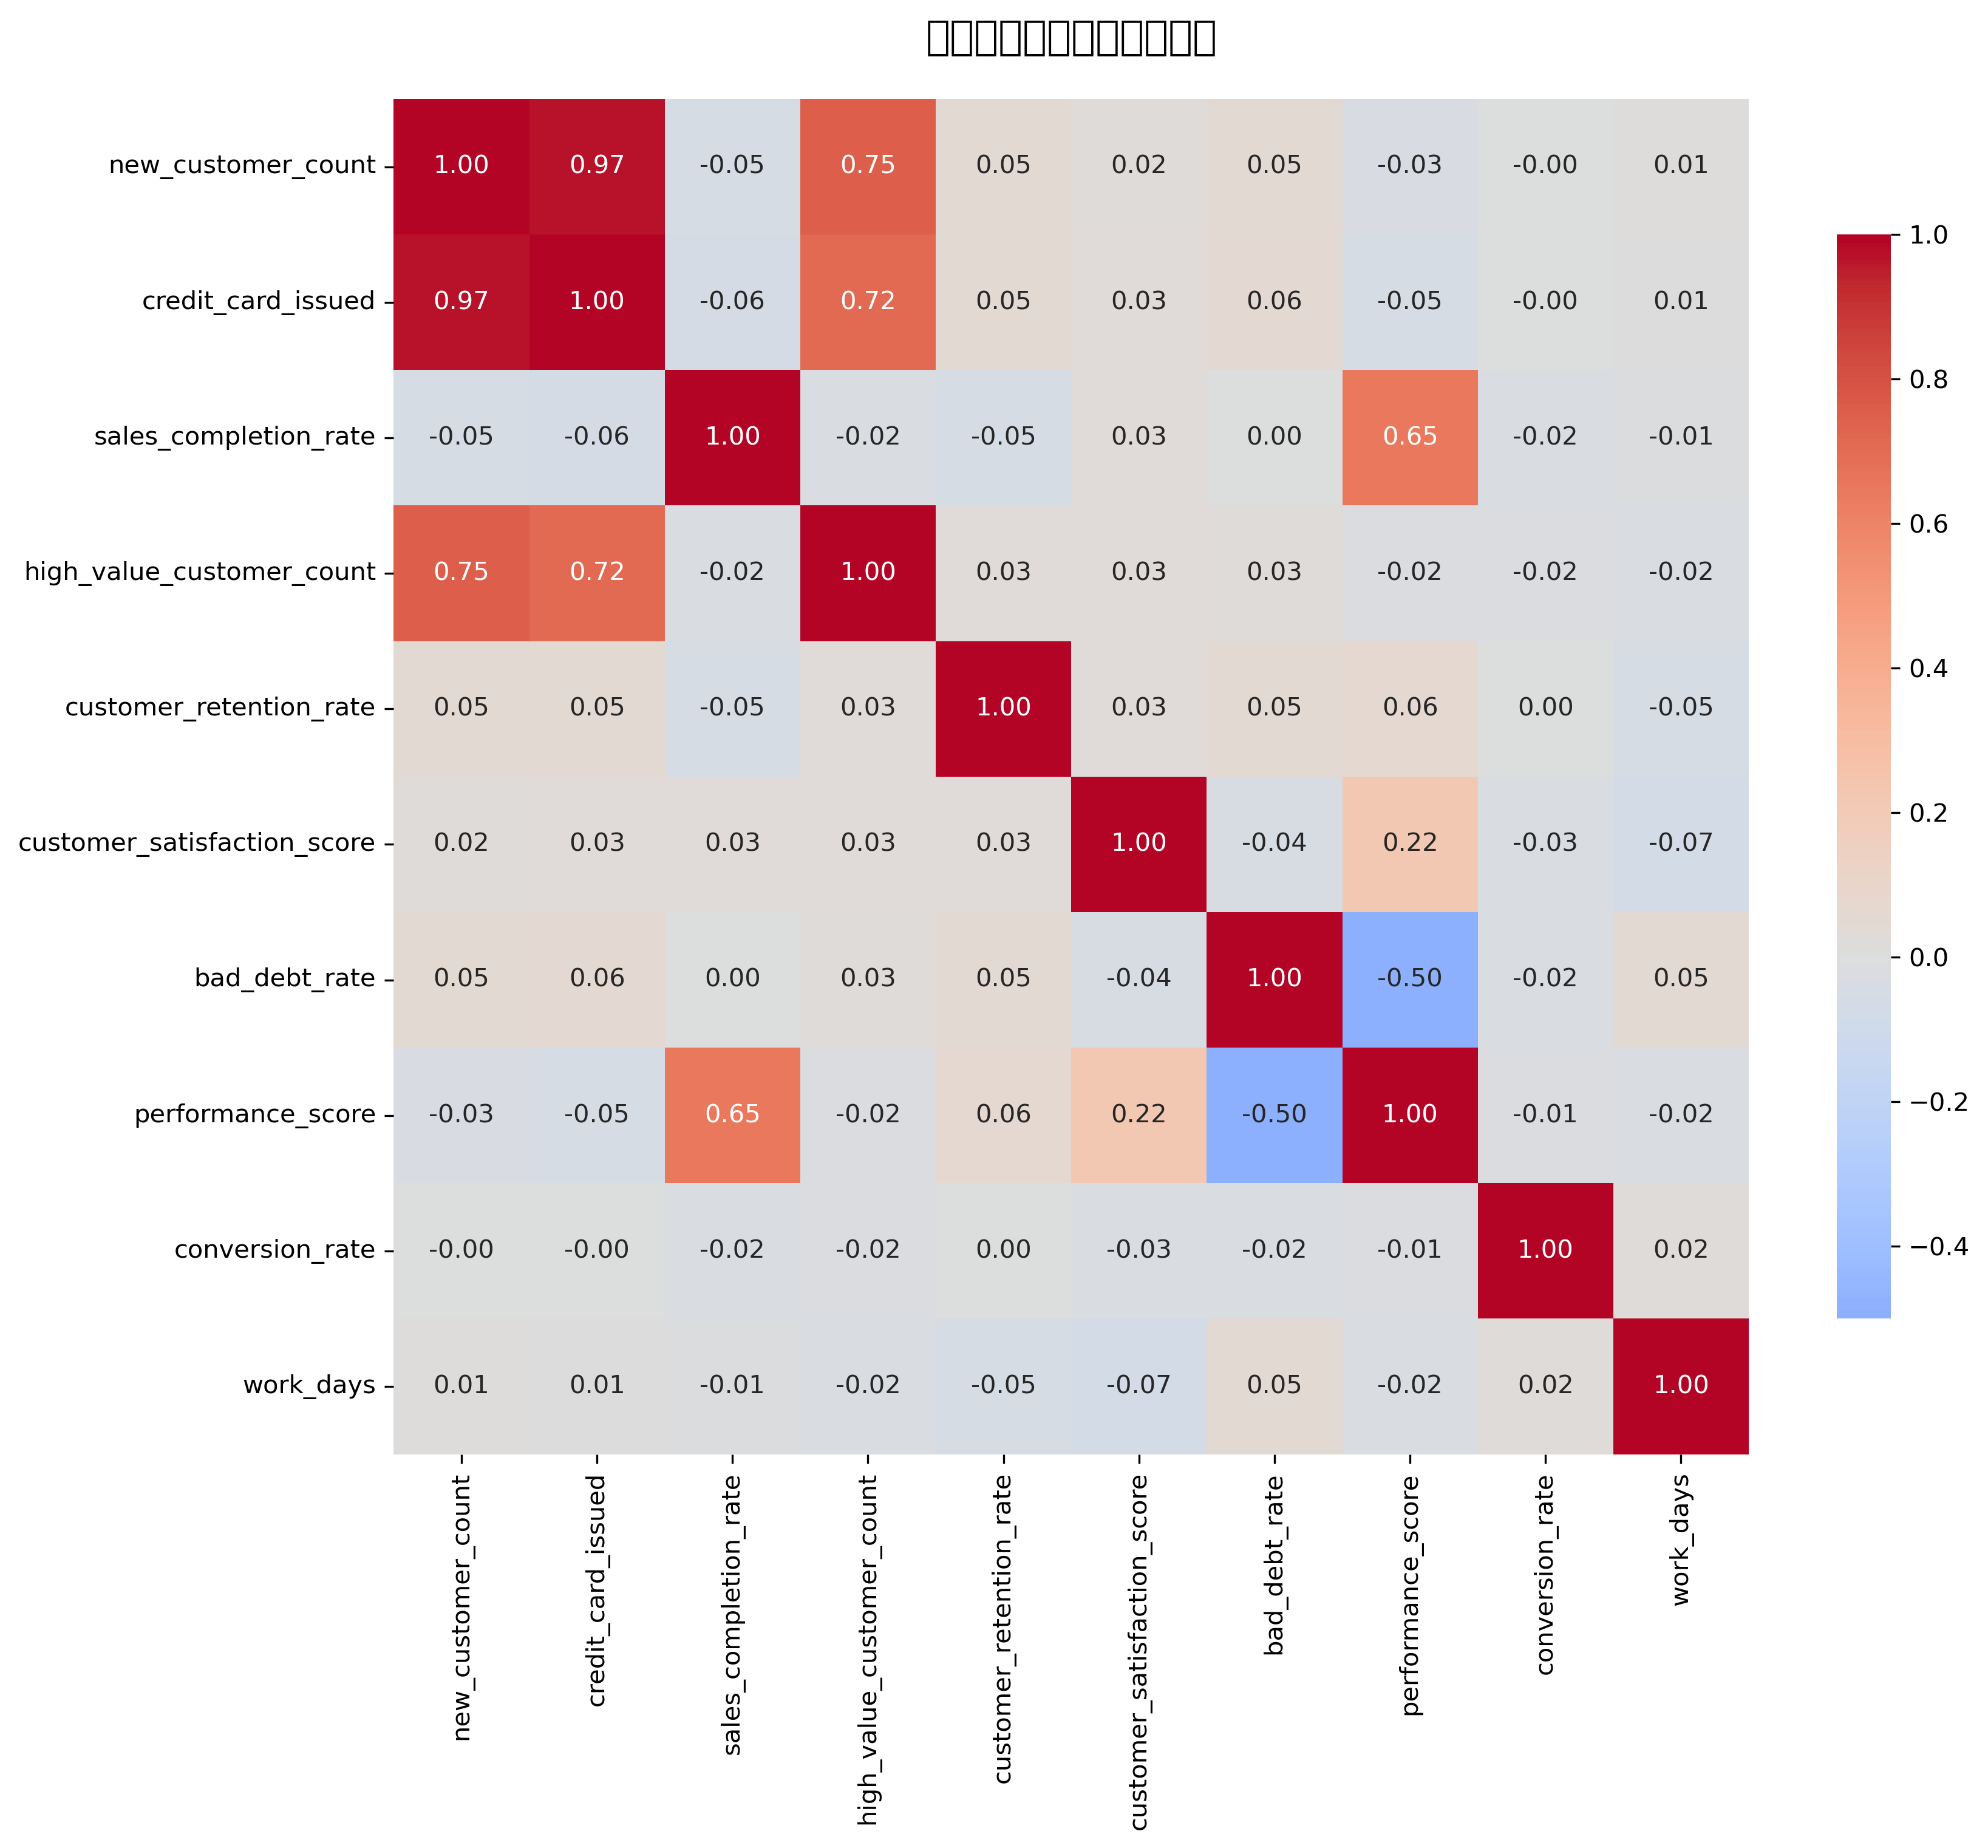 new_customer_count 1.00 0.97 -0.05 0.75 0.05 0.02 0.05 -0.03 -0.00 0.01
credit_card_issued 0.97 1.00 -0.06 0.72 0.05 0.03 0.06 -0.05 -0.00 0.01
sales_completion_rate -0.05 -0.06 1.00 -0.02 -0.05 0.03 0.00 0.65 -0.02 -0.01
high_value_customer_count 0.75 0.72 -0.02 1.00 0.03 0.03 0.03 -0.02 -0.02 -0.02
customer_retention_rate 0.05 0.05 -0.05 0.03 1.00 0.03 0.05 0.06 0.00 -0.05
customer_satisfaction_score 0.02 0.03 0.03 0.03 0.03 1.00 -0.04 0.22 -0.03 -0.07
bad_debt_rate 0.05 0.06 0.00 0.03 0.05 -0.04 1.00 -0.50 -0.02 0.05
performance_score -0.03 -0.05 0.65 -0.02 0.06 0.22 -0.50 1.00 -0.01 -0.02
conversion_rate -0.00 -0.00 -0.02 -0.02 0.00 -0.03 -0.02 -0.01 1.00 0.02
work_days 0.01 0.01 -0.01 -0.02 -0.05 -0.07 0.05 -0.02 0.02 1.00
new_customer_count
credit_card_issued
sales_completion_rate
high_value_customer_count
customer_retention_rate
customer_satisfaction_score
bad_debt_rate
performance_score
conversion_rate
work_days
1.0
0.8
0.6
0.4
0.2
0.0
−0.2
−0.4